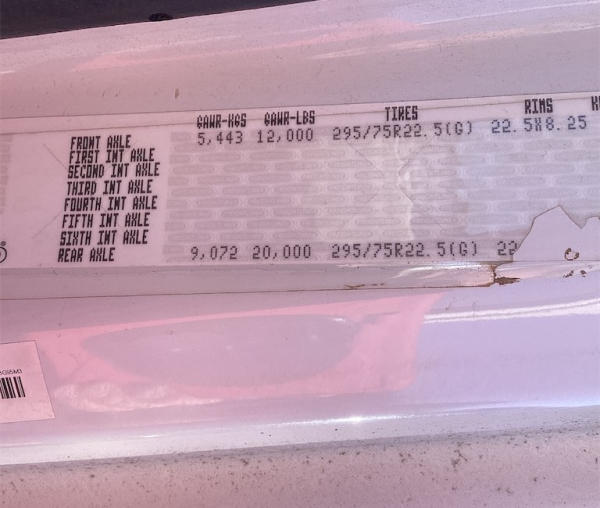 GAWR-KGS GAWR-LBS TIRES RIMS
FRONT AXLE 5,443 12,000 295/75R22.5(G) 22.5X8.25
FIRST INT AXLE
SECOND INT AXLE
THIRD INT AXLE
FOURTH INT AXLE
FIFTH INT AXLE
SIXTH INT AXLE
REAR AXLE 9,072 20,000 295/75R22.5(G) 22